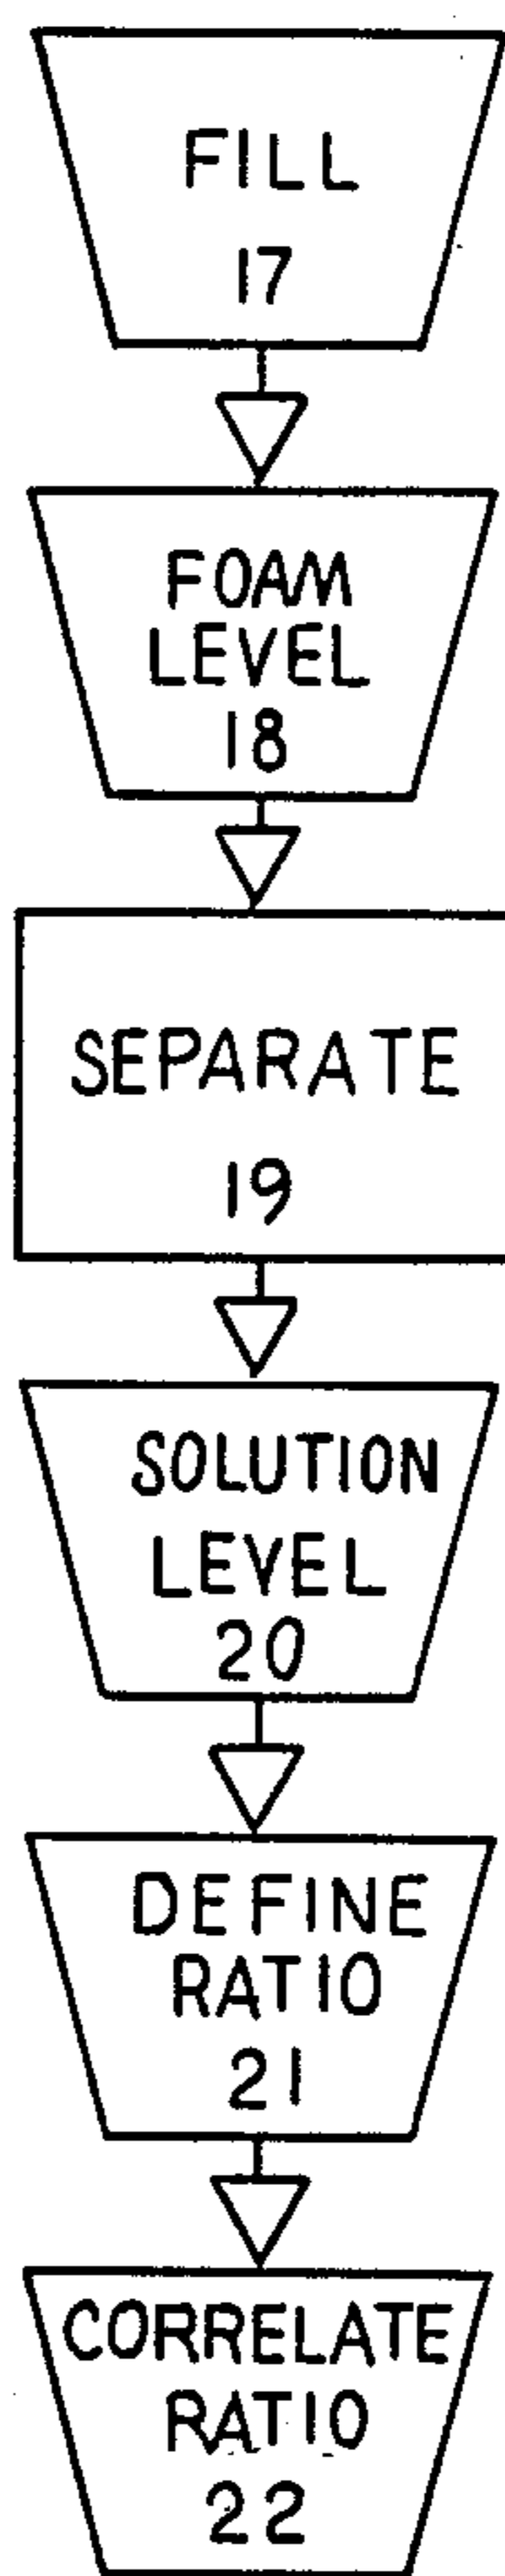 FILL
17
FOAM
LEVEL
18
SEPARATE
19
SOLUTION
LEVEL
20
DEFINE
RATIO
21
CORRELATE
RATIO
22